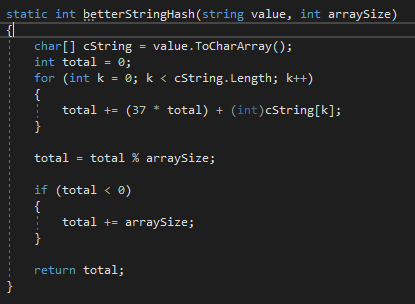 static int betterStringHash(string value, int arraySize)
{
    char[] cString = value.ToCharArray();
    int total = 0;
    for (int k = 0; k < cString.Length; k++)
    {
        total += (37 * total) + (int)cString[k];
    }

    total = total % arraySize;

    if (total < 0)
    {
        total += arraySize;
    }

    return total;
}